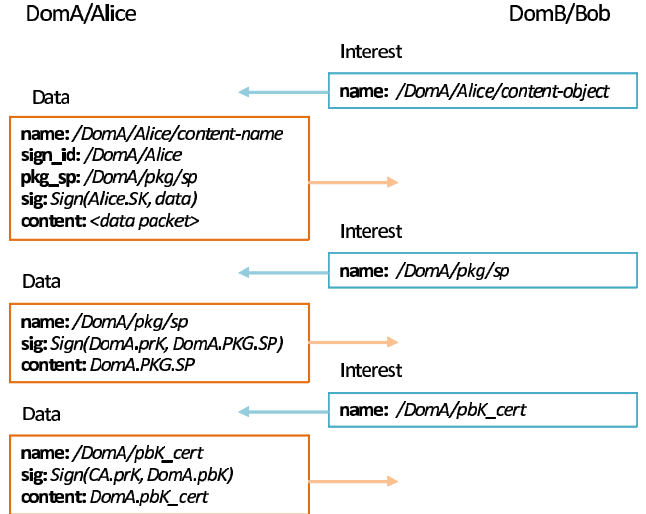 DomA/Alice
DomB/Bob
Interest
name: /DomA/Alice/content-object
Data
name: /DomA/Alice/content-name
sign_id: /DomA/Alice
pkg_sp: /DomA/pkg/sp
sig: Sign(Alice.SK, data)
content: <data packet>
Interest
name: /DomA/pkg/sp
Data
name: /DomA/pkg/sp
sig: Sign(DomA.prK, DomA.PKG.SP)
content: DomA.PKG.SP
Interest
name: /DomA/pbK_cert
Data
name: /DomA/pbK_cert
sig: Sign(CA.prK, DomA.pbK)
content: DomA.pbK_cert